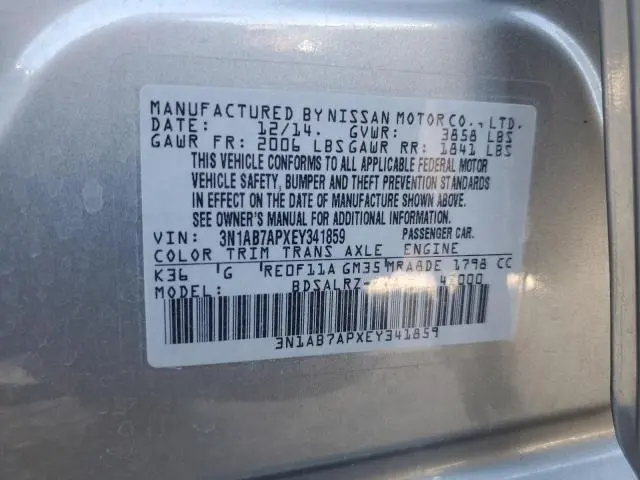 MANUFACTURED BY NISSAN MOTOR CO., LTD.
DATE: 12/14. GVWR: 3858 LBS
GAWR FR: 2006 LBS GAWR RR: 1841 LBS
THIS VEHICLE CONFORMS TO ALL APPLICABLE FEDERAL MOTOR
VEHICLE SAFETY, BUMPER AND THEFT PREVENTION STANDARDS
IN EFFECT ON THE DATE OF MANUFACTURE SHOWN ABOVE.
SEE OWNER'S MANUAL FOR ADDITIONAL INFORMATION.
VIN: 3N1AB7APXEY341859 PASSENGER CAR.
COLOR TRIM TRANS AXLE ENGINE
K36 G RE0F11A GM35 MRA8DE 1798 CC
MODEL: BDSALRZ-
3N1AB7APXEY341859